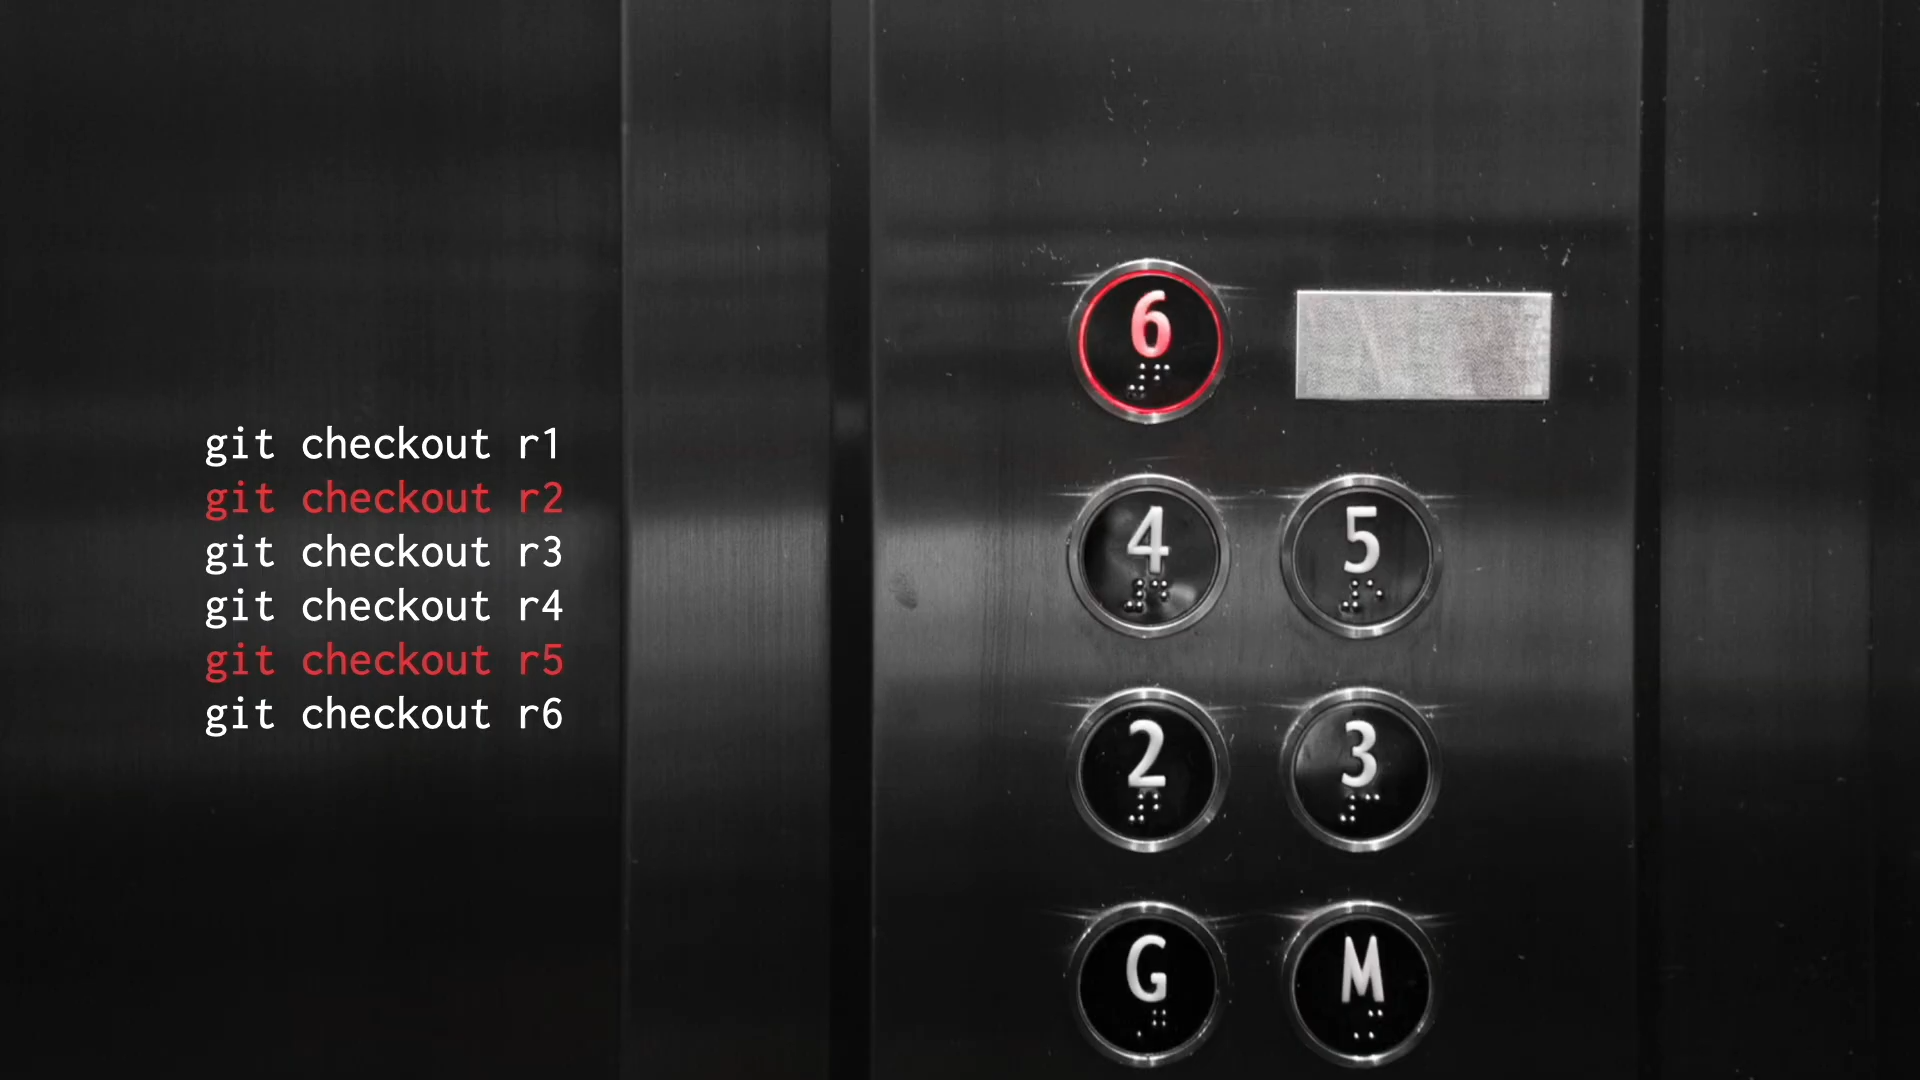 git checkout r1
git checkout r2
git checkout r3
git checkout r4
git checkout r5
git checkout r6
6
4 5
2 3
G M